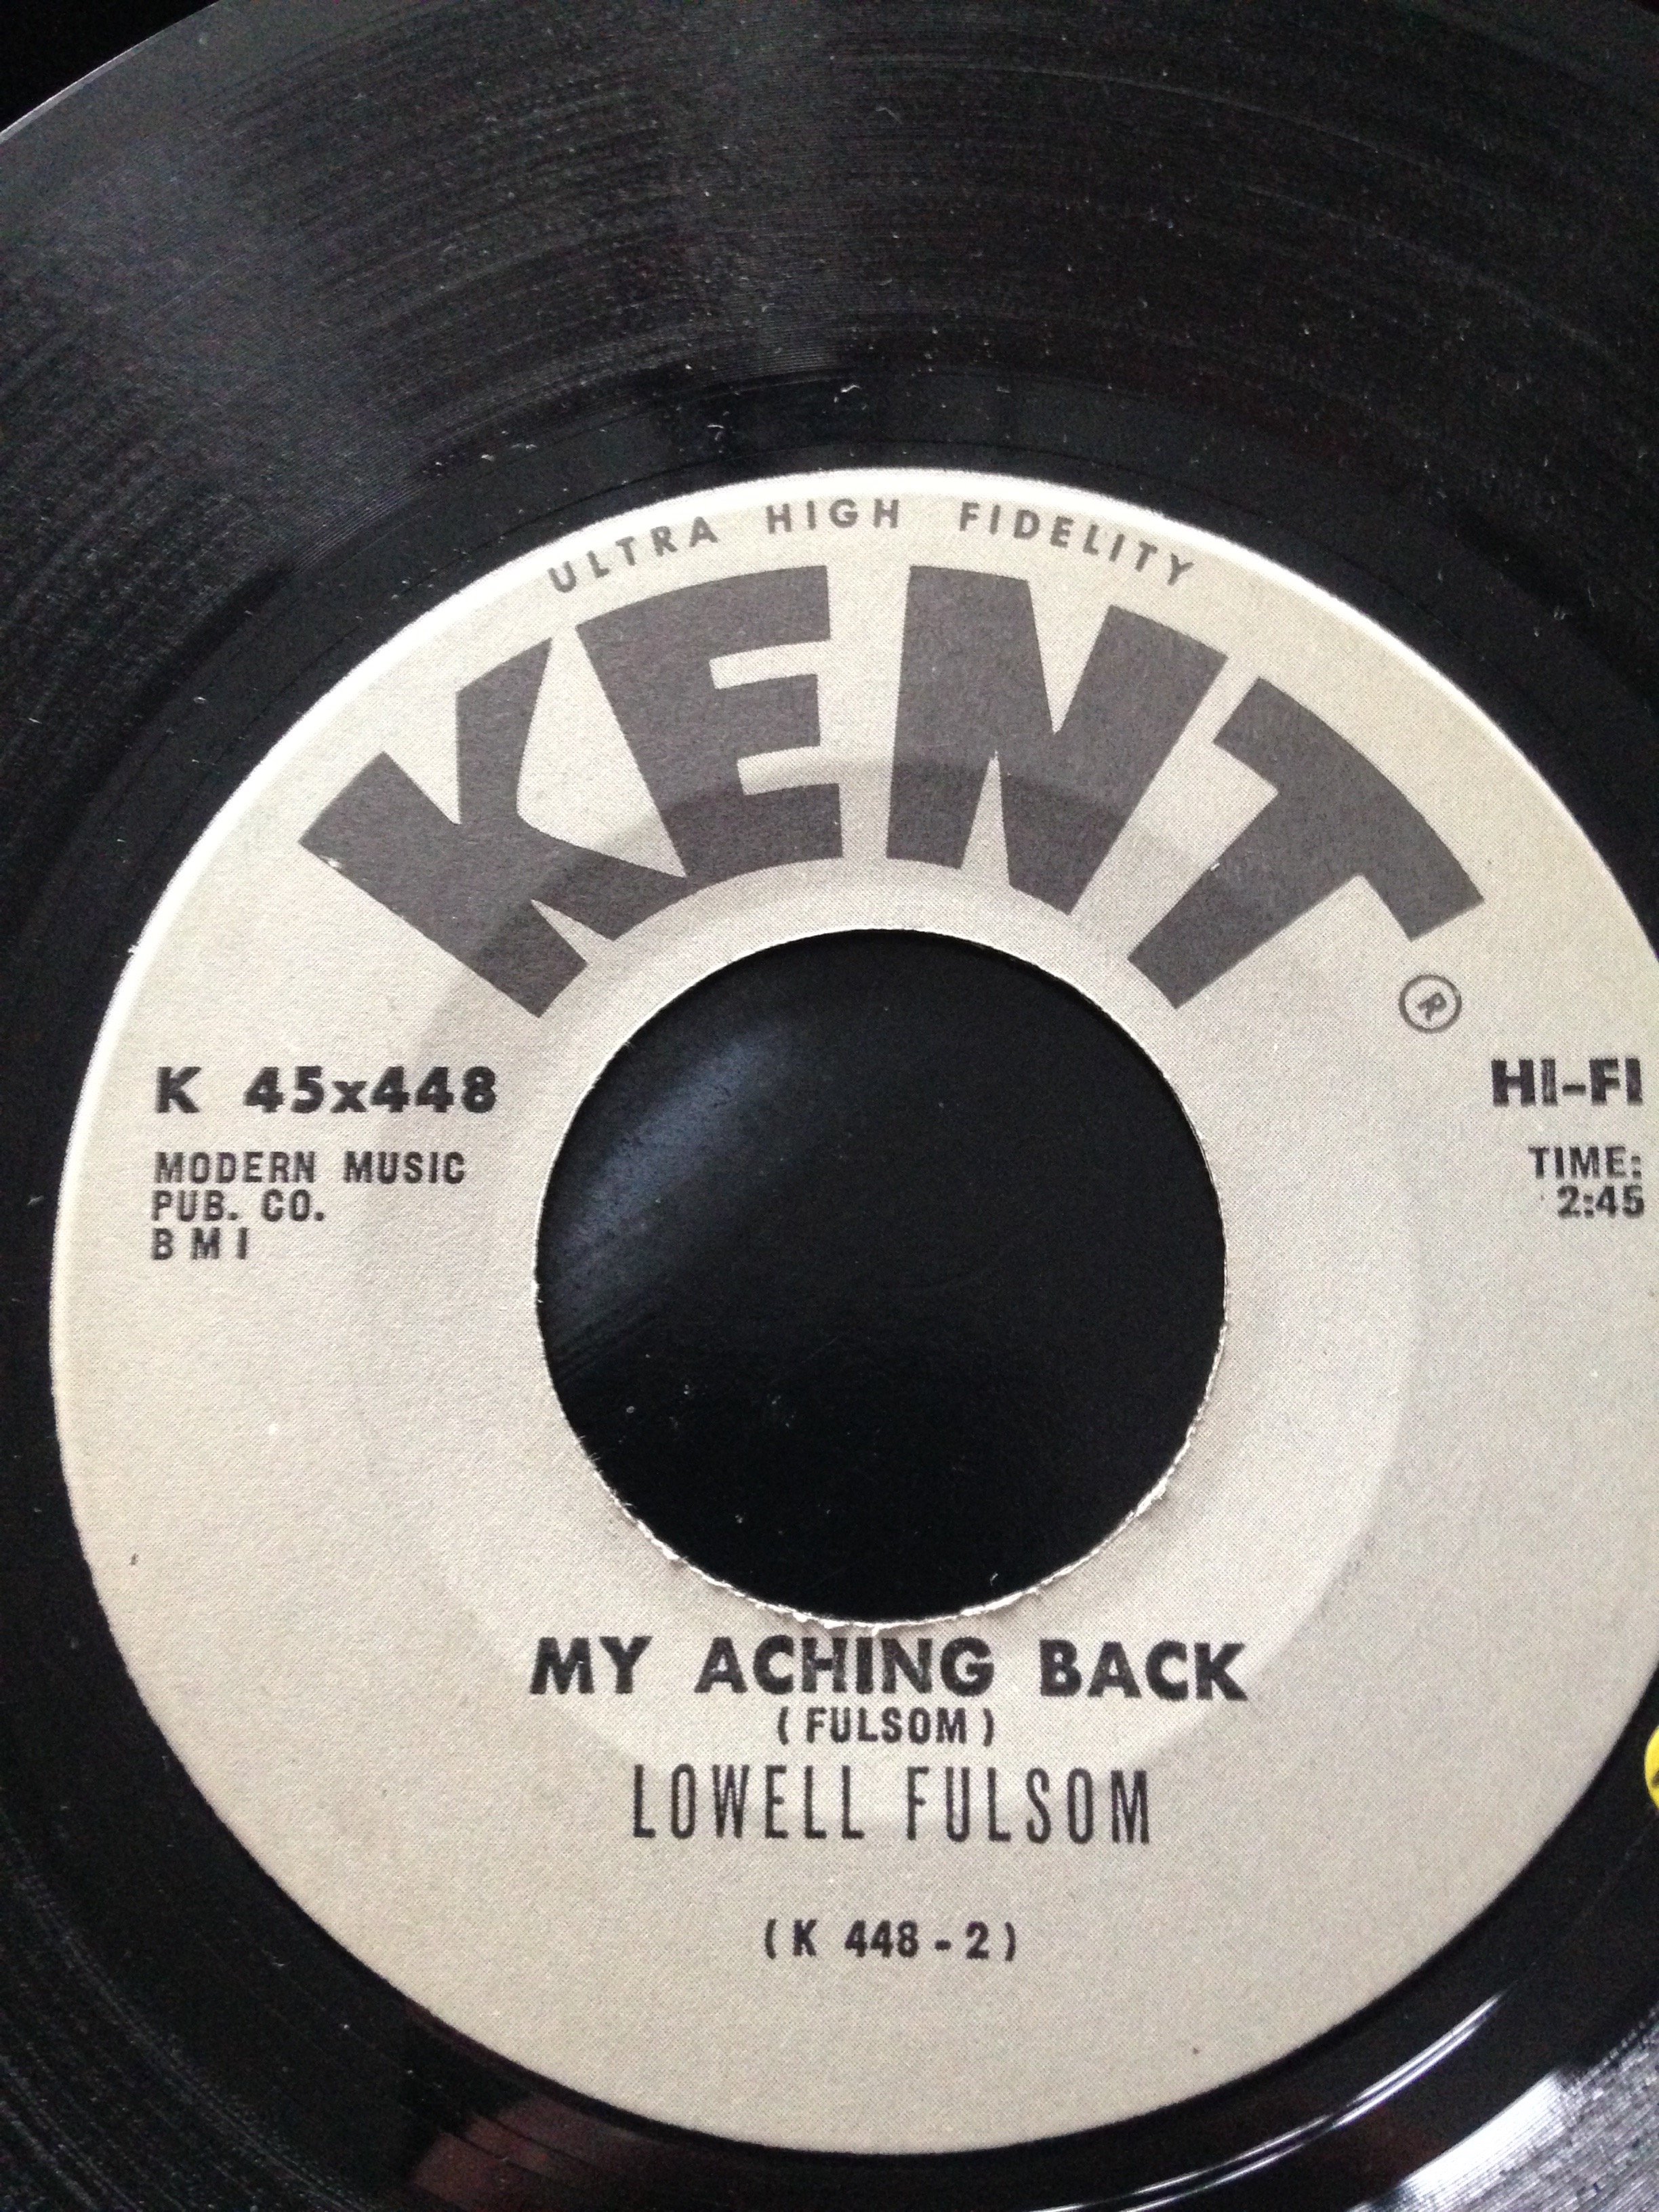 ULTRA HIGH FIDELITY
KENT
®
K 45x448
MODERN MUSIC
PUB. CO.
BMI
HI-FI
TIME:
2:45
MY ACHING BACK
(FULSOM)
LOWELL FULSOM
(K 448-2)